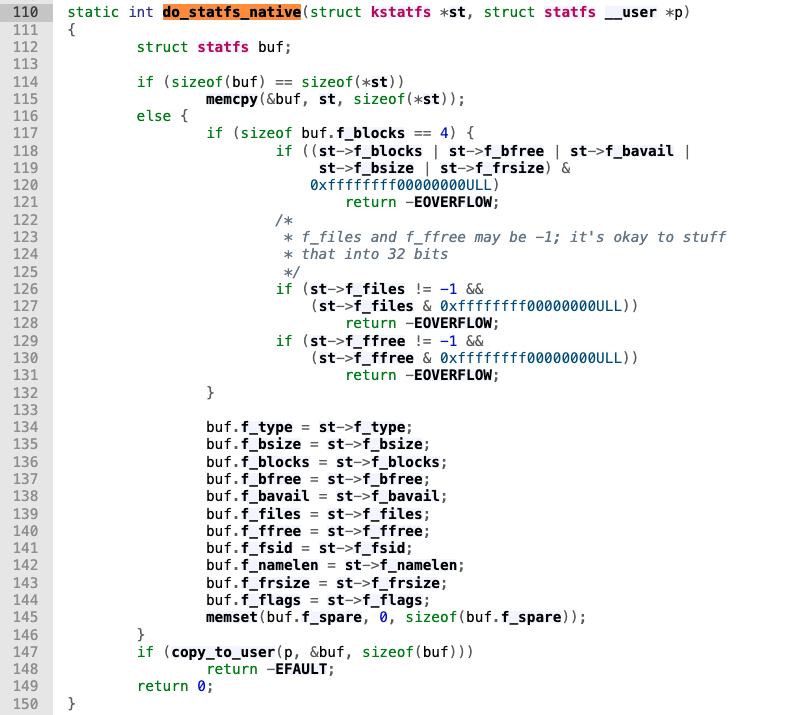 110 static int do_statfs_native(struct kstatfs *st, struct statfs __user *p)
111 {
112         struct statfs buf;
113
114         if (sizeof(buf) == sizeof(*st))
115                 memcpy(&buf, st, sizeof(*st));
116         else {
117                 if (sizeof buf.f_blocks == 4) {
118                         if ((st->f_blocks | st->f_bfree | st->f_bavail |
119                              st->f_bsize | st->f_frsize) &
120                             0xffffffff00000000ULL)
121                                 return -EOVERFLOW;
122                         /*
123                          * f_files and f_ffree may be -1; it's okay to stuff
124                          * that into 32 bits
125                          */
126                         if (st->f_files != -1 &&
127                             (st->f_files & 0xffffffff00000000ULL))
128                                 return -EOVERFLOW;
129                         if (st->f_ffree != -1 &&
130                             (st->f_ffree & 0xffffffff00000000ULL))
131                                 return -EOVERFLOW;
132                 }
133
134                 buf.f_type = st->f_type;
135                 buf.f_bsize = st->f_bsize;
136                 buf.f_blocks = st->f_blocks;
137                 buf.f_bfree = st->f_bfree;
138                 buf.f_bavail = st->f_bavail;
139                 buf.f_files = st->f_files;
140                 buf.f_ffree = st->f_ffree;
141                 buf.f_fsid = st->f_fsid;
142                 buf.f_namelen = st->f_namelen;
143                 buf.f_frsize = st->f_frsize;
144                 buf.f_flags = st->f_flags;
145                 memset(buf.f_spare, 0, sizeof(buf.f_spare));
146         }
147         if (copy_to_user(p, &buf, sizeof(buf)))
148                 return -EFAULT;
149         return 0;
150 }